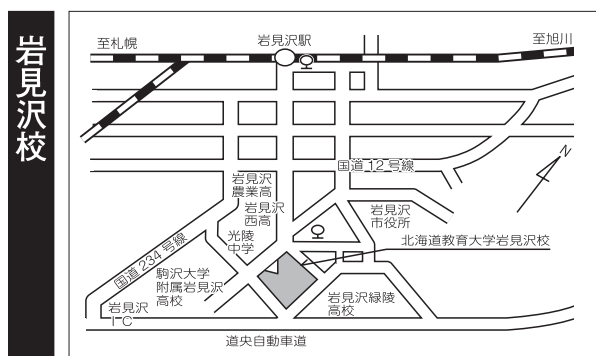 岩見沢校
至札幌
岩見沢駅
至旭川
国道12号線
N
岩見沢
農業高
岩見沢
西高
岩見沢
市役所
光陵
中学
北海道教育大学岩見沢校
国道234号線
駒沢大学
附属岩見沢
高校
岩見沢緑陵
高校
岩見沢
IC
道央自動車道